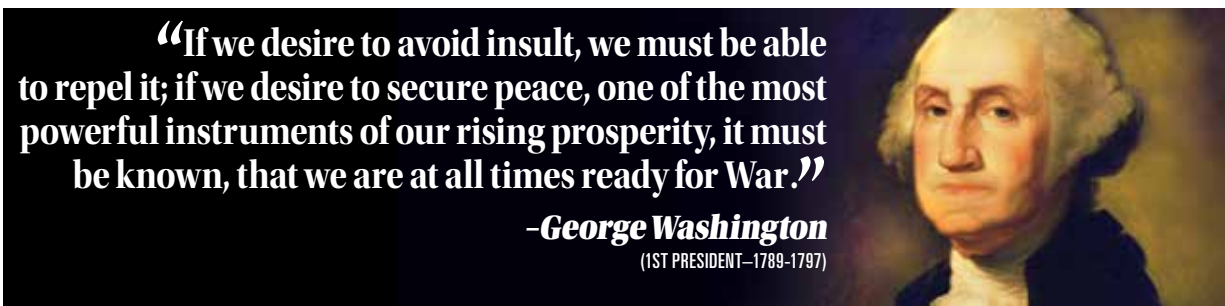 “If we desire to avoid insult, we must be able
to repel it; if we desire to secure peace, one of the most
powerful instruments of our rising prosperity, it must
be known, that we are at all times ready for War.”
–George Washington
(1ST PRESIDENT–1789-1797)